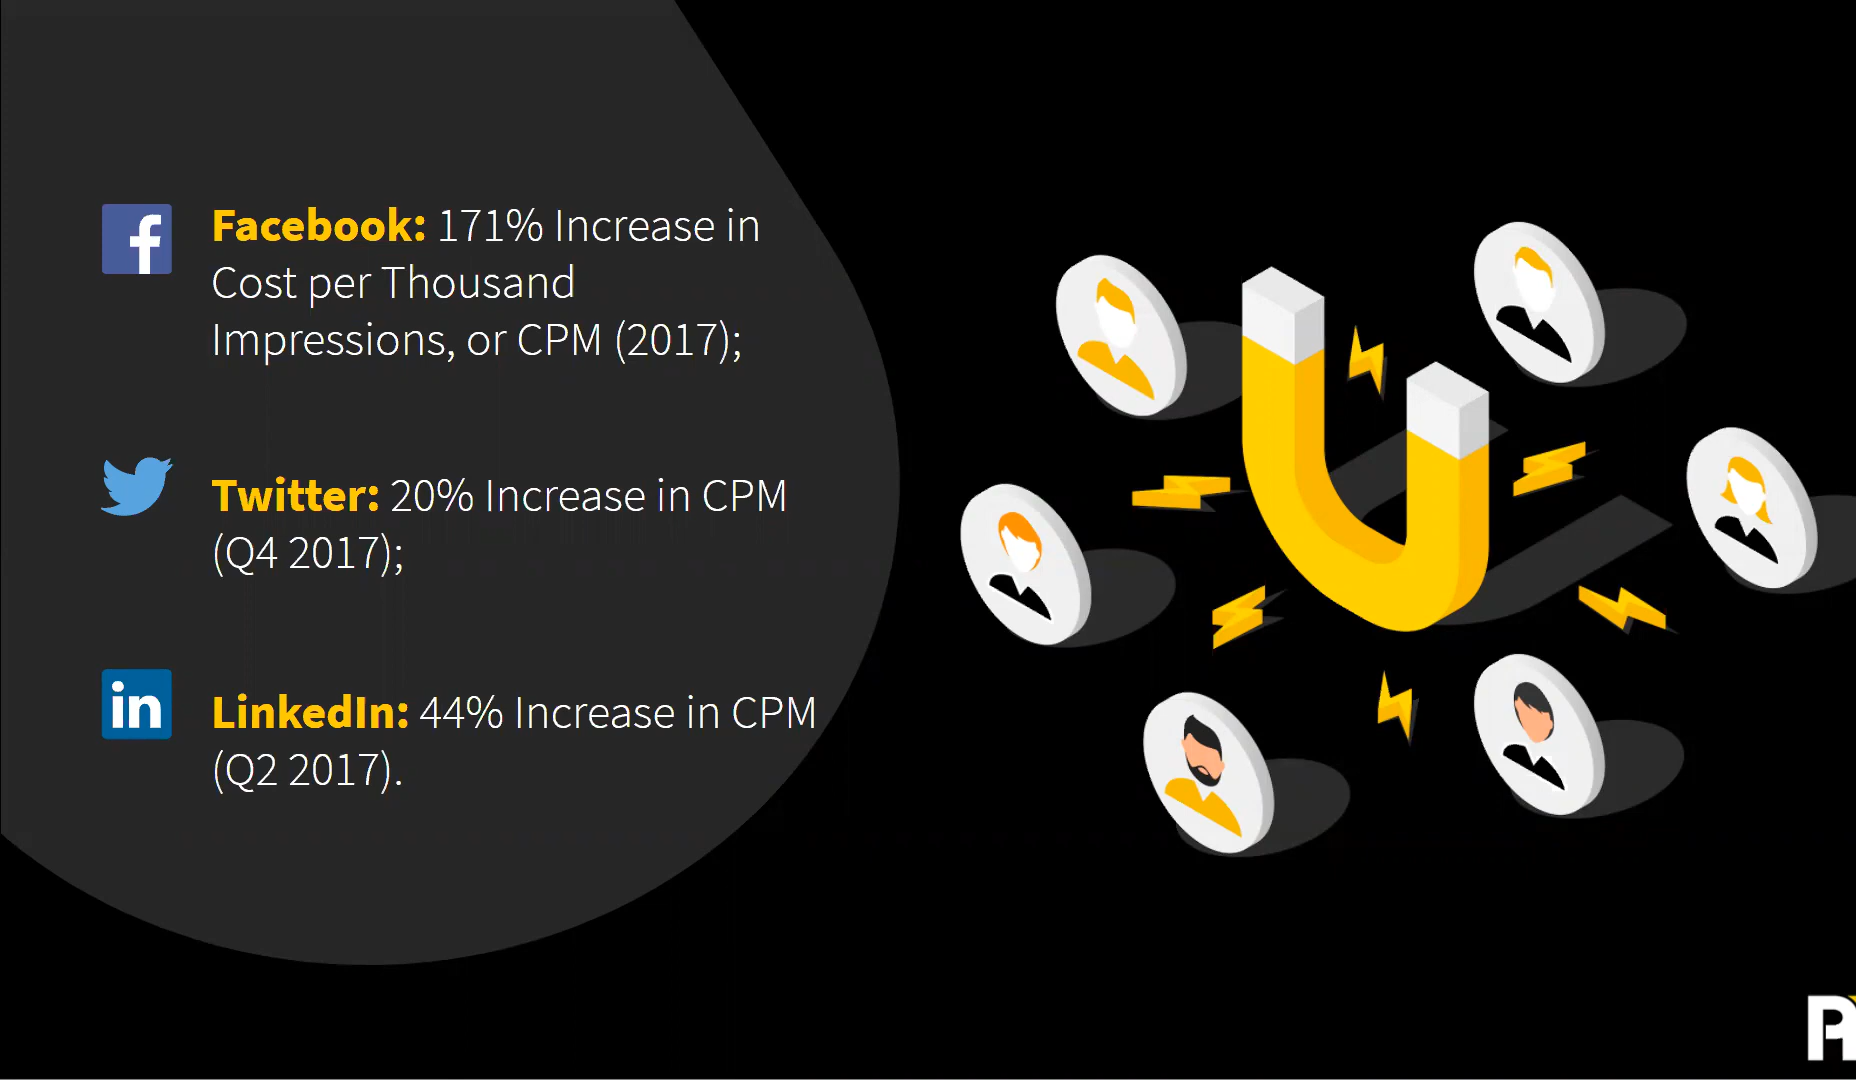 Facebook: 171% Increase in
Cost per Thousand
Impressions, or CPM (2017);
Twitter: 20% Increase in CPM
(Q4 2017);
in
LinkedIn: 44% Increase in CPM
(Q2 2017).